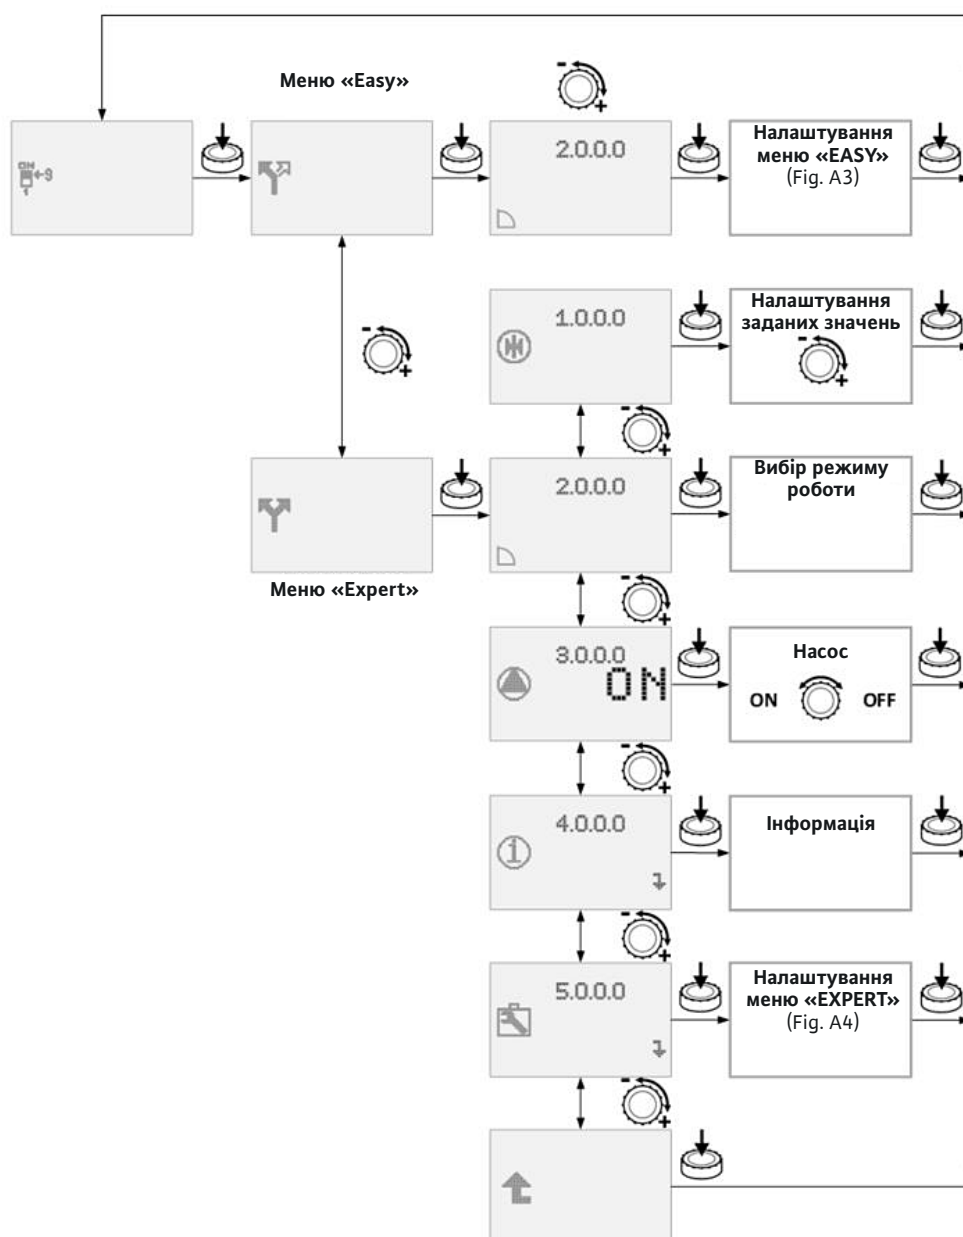 Меню «Easy»
- +
ON
←S
1
2.0.0.0
Налаштування
меню «EASY»
(Fig. A3)
- +
1.0.0.0
Налаштування
заданих значень
- +
- +
2.0.0.0
Вибір режиму
роботи
Меню «Expert»
- +
3.0.0.0
ON
Насос
ON OFF
- +
4.0.0.0
i
Інформація
- +
5.0.0.0
Налаштування
меню «EXPERT»
(Fig. A4)
- +